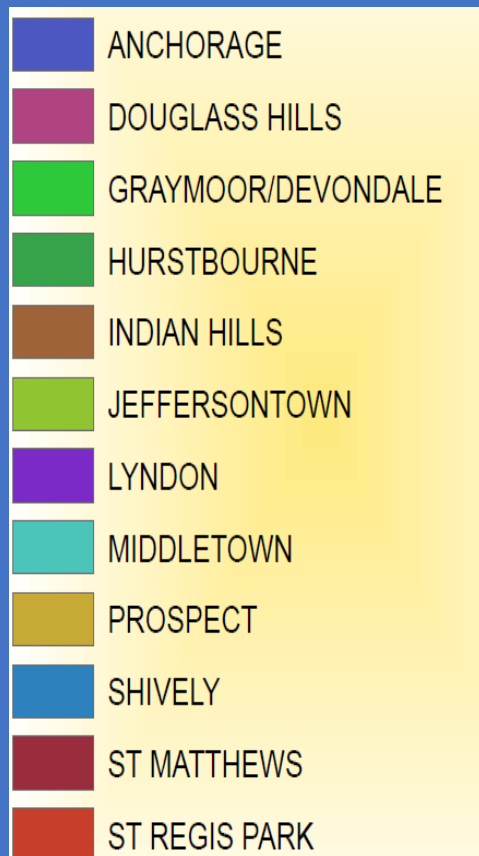 ANCHORAGE
DOUGLASS HILLS
GRAYMOOR/DEVONDALE
HURSTBOURNE
INDIAN HILLS
JEFFERSONTOWN
LYNDON
MIDDLETOWN
PROSPECT
SHIVELY
ST MATTHEWS
ST REGIS PARK